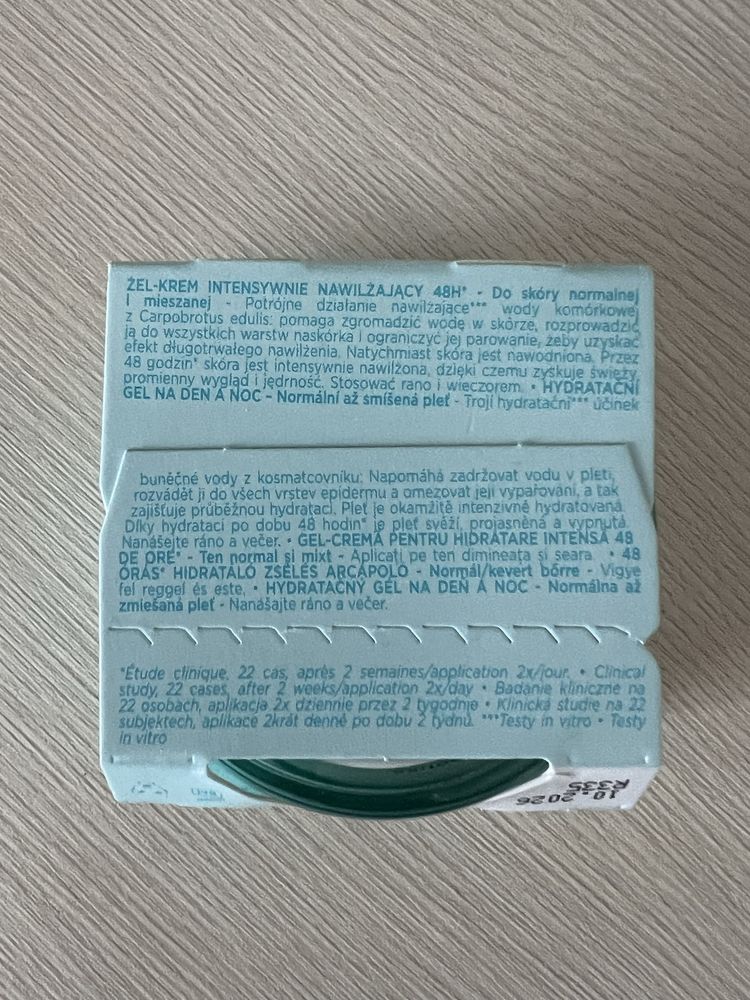 ŻEL-KREM INTENSYWNIE NAWILŻAJĄCY 48H* - Do skóry normalnej
i mieszanej - Potrójne działanie nawilżające*** wody komórkowej
z Carpobrotus edulis: pomaga zgromadzić wodę w skórze, rozprowadzić
ją do wszystkich warstw naskórka i ograniczyć jej parowanie, żeby uzyskać
efekt długotrwałego nawilżenia. Natychmiast skóra jest nawodniona. Przez
48 godzin* skóra jest intensywnie nawilżona, dzięki czemu zyskuje świeży,
promienny wygląd i jędrność. Stosować rano i wieczorem. • HYDRATAČNÍ
GEL NA DEN A NOC - Normální až smíšená pleť - Trojí hydratační*** účinek
buněčné vody z kosmatcovníku: Napomáhá zadržovat vodu v pleti,
rozvádět ji do všech vrstev epidermu a omezovat její vypařování, a tak
zajišťuje průběžnou hydrataci. Pleť je okamžitě intenzivně hydratovaná.
Díky hydrataci po dobu 48 hodin* je pleť svěží, projasněná a vypnutá.
Nanášejte ráno a večer. • GEL-CREMĂ PENTRU HIDRATARE INTENSĂ 48
DE ORE* - Ten normal și mixt - Aplicați pe ten dimineața și seara. • 48
ÓRÁS* HIDRATÁLÓ ZSELÉS ARCÁPOLÓ - Normál/kevert bőrre - Vigye
fel reggel és este. • HYDRATAČNÝ GÉL NA DEŇ A NOC - Normálna až
zmiešaná pleť - Nanášajte ráno a večer.
*Étude clinique, 22 cas, après 2 semaines/application 2x/jour. • Clinical
study, 22 cases, after 2 weeks/application 2x/day • Badanie kliniczne na
22 osobach, aplikacja 2x dziennie przez 2 tygodnie • Klinická studie na 22
subjektech, aplikace 2krát denně po dobu 2 týdnů. ***Testy in vitro • Testy
in vitro
10 2026